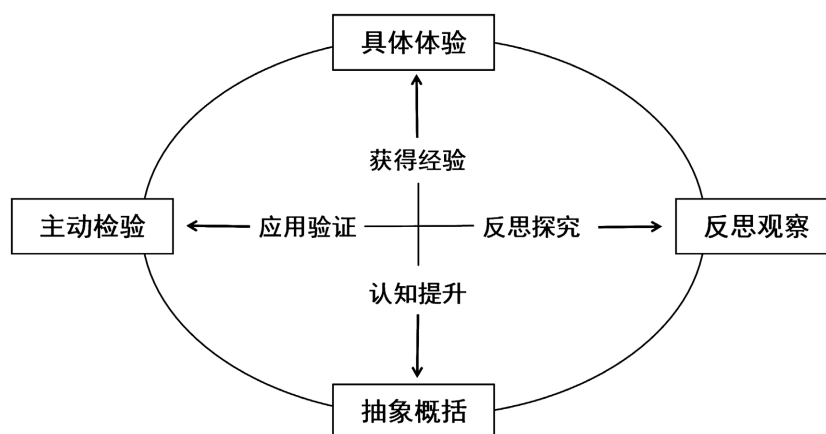 具体体验
获得经验
主动检验
应用验证
反思探究
反思观察
认知提升
抽象概括